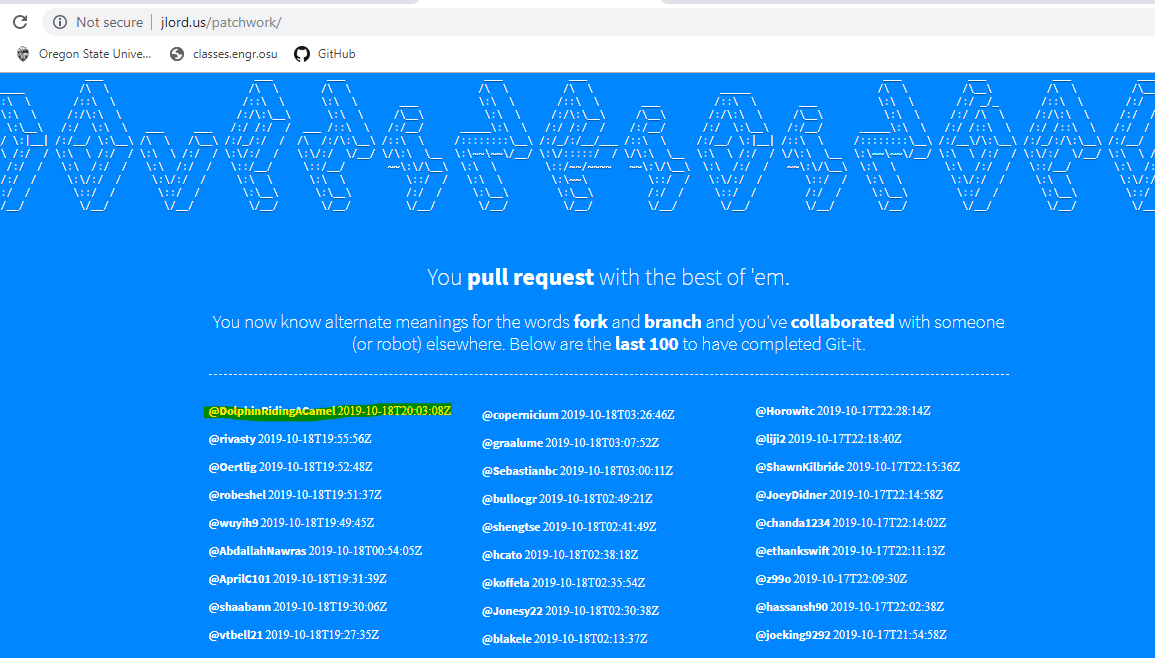 Not secure | jlord.us/patchwork/
Oregon State Unive... classes.engr.osu GitHub
You pull request with the best of 'em.
You now know alternate meanings for the words fork and branch and you've collaborated with someone
(or robot) elsewhere. Below are the last 100 to have completed Git-it.
@DolphinRidingACamel 2019-10-18T20:03:08Z
@rivasty 2019-10-18T19:55:56Z
@Oertlig 2019-10-18T19:52:48Z
@robeshel 2019-10-18T19:51:37Z
@wuyih9 2019-10-18T19:49:45Z
@AbdallahNawras 2019-10-18T00:54:05Z
@AprilC101 2019-10-18T19:31:39Z
@shaabann 2019-10-18T19:30:06Z
@vtbell21 2019-10-18T19:27:35Z
@copernicium 2019-10-18T03:26:46Z
@graalume 2019-10-18T03:07:52Z
@Sebastianbc 2019-10-18T03:00:11Z
@bullocgr 2019-10-18T02:49:21Z
@shengtse 2019-10-18T02:41:49Z
@hcato 2019-10-18T02:38:18Z
@koffela 2019-10-18T02:35:54Z
@Jonesy22 2019-10-18T02:30:38Z
@blakele 2019-10-18T02:13:37Z
@Horowitc 2019-10-17T22:28:14Z
@liji2 2019-10-17T22:18:40Z
@ShawnKilbride 2019-10-17T22:15:36Z
@JoeyDidner 2019-10-17T22:14:58Z
@chanda1234 2019-10-17T22:14:02Z
@ethankswift 2019-10-17T22:11:13Z
@z99o 2019-10-17T22:09:30Z
@hassansh90 2019-10-17T22:02:38Z
@joeking9292 2019-10-17T21:54:58Z